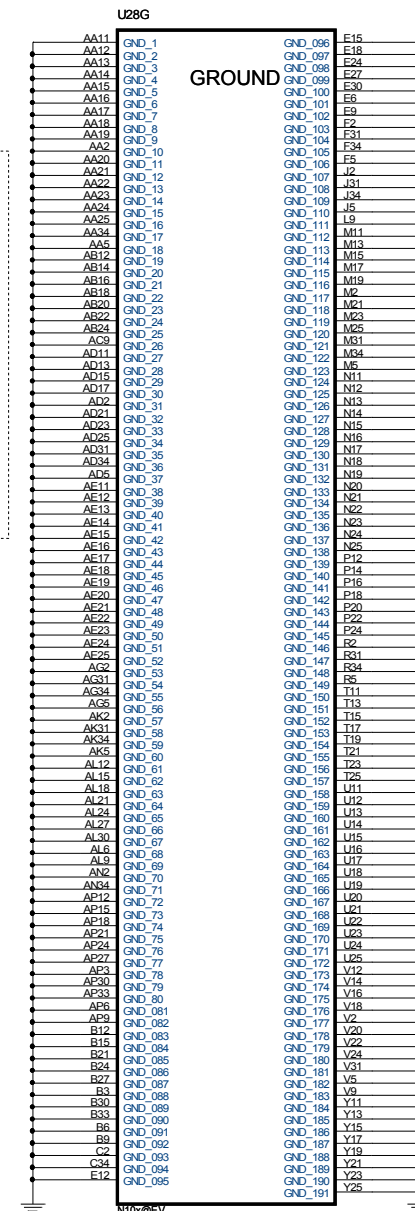 U28G
GROUND
AA11 GND_1 GND_096 E15
AA12 GND_2 GND_097 E18
AA13 GND_3 GND_098 E24
AA14 GND_4 GND_099 E27
AA15 GND_5 GND_100 E30
AA16 GND_6 GND_101 E6
AA17 GND_7 GND_102 E9
AA18 GND_8 GND_103 F2
AA19 GND_9 GND_104 F31
AA2 GND_10 GND_105 F34
AA20 GND_11 GND_106 F5
AA21 GND_12 GND_107 J2
AA22 GND_13 GND_108 J31
AA23 GND_14 GND_109 J34
AA24 GND_15 GND_110 J5
AA25 GND_16 GND_111 L9
AA34 GND_17 GND_112 M11
AA5 GND_18 GND_113 M13
AB12 GND_19 GND_114 M15
AB14 GND_20 GND_115 M17
AB16 GND_21 GND_116 M19
AB18 GND_22 GND_117 M2
AB20 GND_23 GND_118 M21
AB22 GND_24 GND_119 M23
AB24 GND_25 GND_120 M25
AC9 GND_26 GND_121 M31
AD11 GND_27 GND_122 M34
AD13 GND_28 GND_123 M5
AD15 GND_29 GND_124 N11
AD17 GND_30 GND_125 N12
AD2 GND_31 GND_126 N13
AD21 GND_32 GND_127 N14
AD23 GND_33 GND_128 N15
AD25 GND_34 GND_129 N16
AD31 GND_35 GND_130 N17
AD34 GND_36 GND_131 N18
AD5 GND_37 GND_132 N19
AE11 GND_38 GND_133 N20
AE12 GND_39 GND_134 N21
AE13 GND_40 GND_135 N22
AE14 GND_41 GND_136 N23
AE15 GND_42 GND_137 N24
AE16 GND_43 GND_138 N25
AE17 GND_44 GND_139 P12
AE18 GND_45 GND_140 P14
AE19 GND_46 GND_141 P16
AE20 GND_47 GND_142 P18
AE21 GND_48 GND_143 P20
AE22 GND_49 GND_144 P22
AE23 GND_50 GND_145 P24
AE24 GND_51 GND_146 R2
AE25 GND_52 GND_147 R31
AG2 GND_53 GND_148 R34
AG31 GND_54 GND_149 R5
AG34 GND_55 GND_150 T11
AG5 GND_56 GND_151 T13
AK2 GND_57 GND_152 T15
AK31 GND_58 GND_153 T17
AK34 GND_59 GND_154 T19
AK5 GND_60 GND_155 T21
AL12 GND_61 GND_156 T23
AL15 GND_62 GND_157 T25
AL18 GND_63 GND_158 U11
AL21 GND_64 GND_159 U12
AL24 GND_65 GND_160 U13
AL27 GND_66 GND_161 U14
AL30 GND_67 GND_162 U15
AL6 GND_68 GND_163 U16
AL9 GND_69 GND_164 U17
AN2 GND_70 GND_165 U18
AN34 GND_71 GND_166 U19
AP12 GND_72 GND_167 U20
AP15 GND_73 GND_168 U21
AP18 GND_74 GND_169 U22
AP21 GND_75 GND_170 U23
AP24 GND_76 GND_171 U24
AP27 GND_77 GND_172 U25
AP3 GND_78 GND_173 V12
AP30 GND_79 GND_174 V14
AP33 GND_80 GND_175 V16
AP6 GND_081 GND_176 V18
AP9 GND_082 GND_177 V2
B12 GND_083 GND_178 V20
B15 GND_084 GND_179 V22
B21 GND_085 GND_180 V24
B24 GND_086 GND_181 V31
B27 GND_087 GND_182 V5
B3 GND_088 GND_183 V9
B30 GND_089 GND_184 Y11
B33 GND_090 GND_185 Y13
B6 GND_091 GND_186 Y15
B9 GND_092 GND_187 Y17
C2 GND_093 GND_188 Y19
C34 GND_094 GND_189 Y21
E12 GND_095 GND_190 Y23
GND_191 Y25
N10x@EV